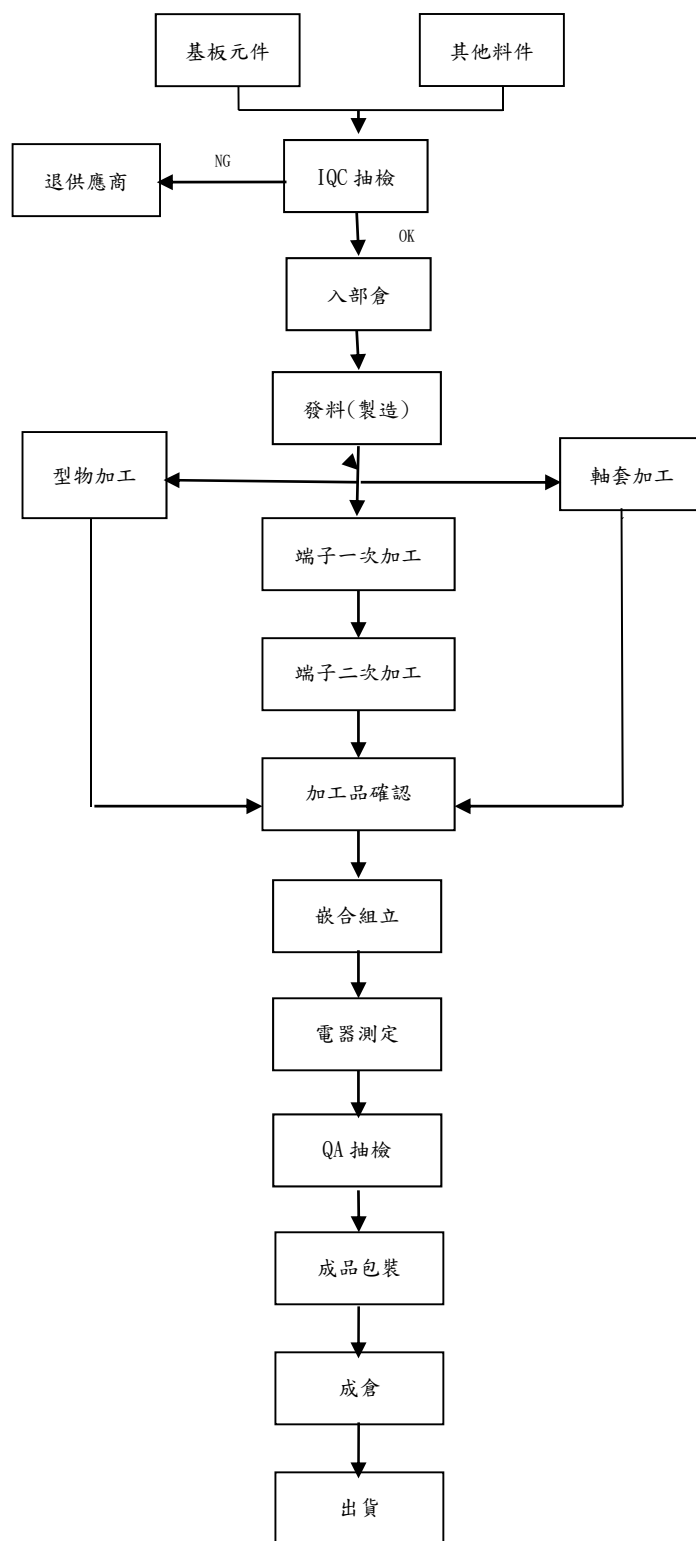 基板元件
其他料件
NG
退供應商
IQC 抽檢
OK
入部倉
發料(製造)
型物加工
軸套加工
端子一次加工
端子二次加工
加工品確認
嵌合組立
電器測定
QA 抽檢
成品包裝
成倉
出貨